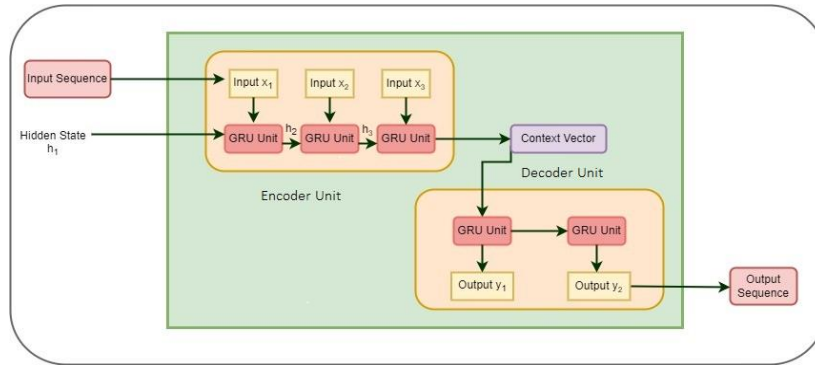 Input Sequence
Input x₁
Input x₂
Input x₃
Hidden State
h₁
GRU Unit
h₂
GRU Unit
h₃
GRU Unit
Context Vector
Encoder Unit
Decoder Unit
GRU Unit
GRU Unit
Output y₁
Output y₂
Output
Sequence